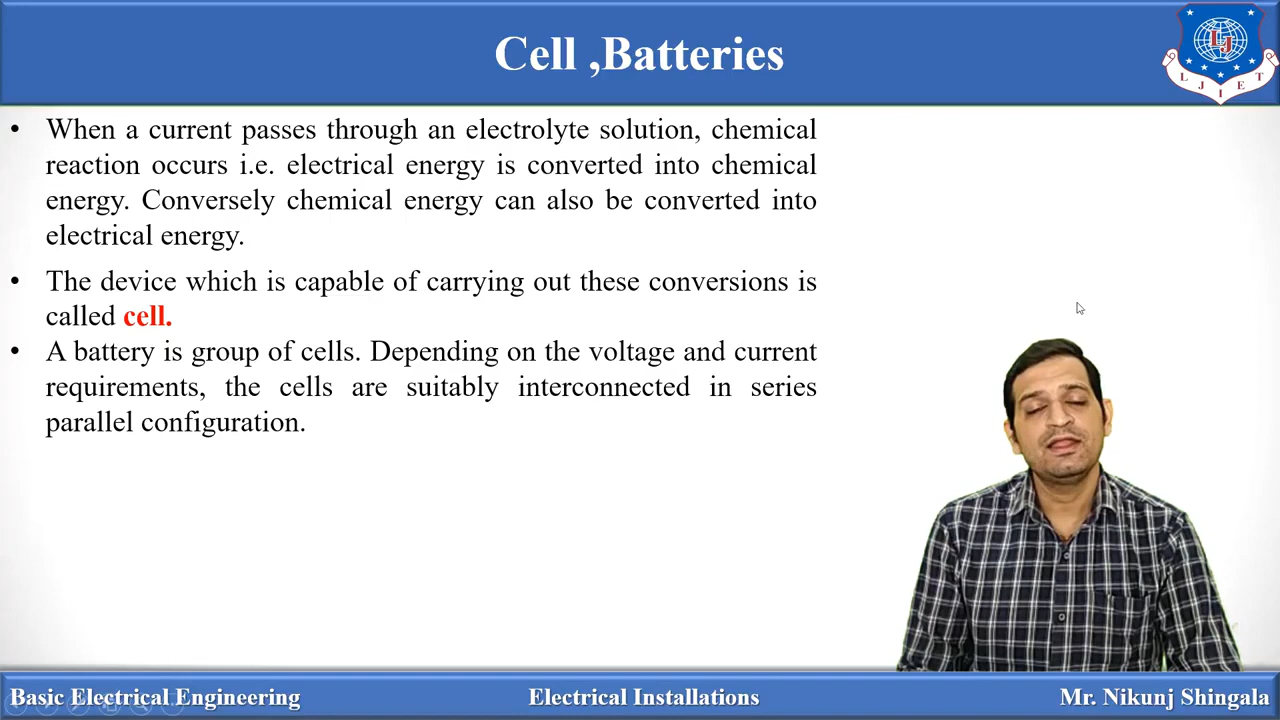 Cell ,Batteries
LJ
L J I E T
• When a current passes through an electrolyte solution, chemical
reaction occurs i.e. electrical energy is converted into chemical
energy. Conversely chemical energy can also be converted into
electrical energy.
• The device which is capable of carrying out these conversions is
called cell.
• A battery is group of cells. Depending on the voltage and current
requirements, the cells are suitably interconnected in series
parallel configuration.
Basic Electrical Engineering
Electrical Installations
Mr. Nikunj Shingala